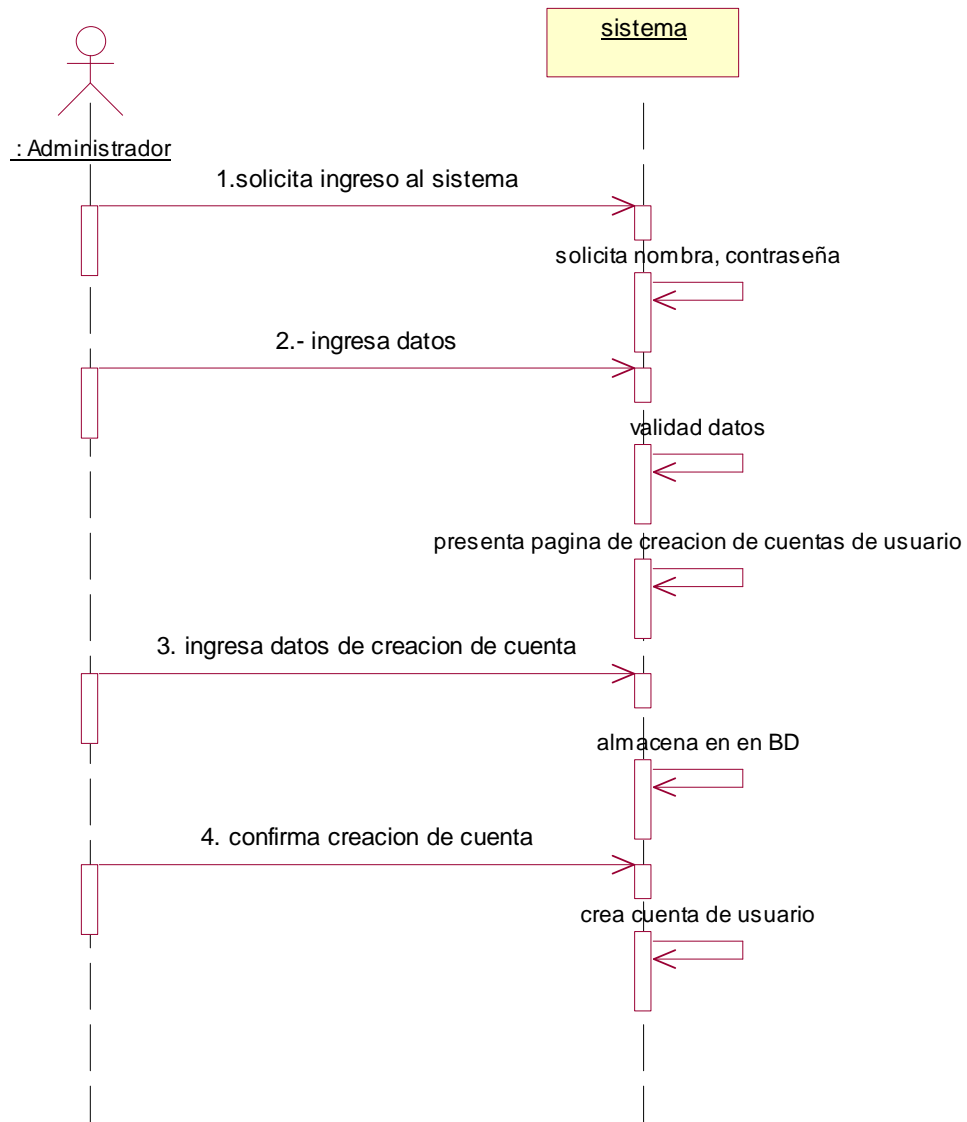 sistema
: Administrador
1.solicita ingreso al sistema
solicita nombra, contraseña
2.- ingresa datos
validad datos
presenta pagina de creacion de cuentas de usuario
3. ingresa datos de creacion de cuenta
almacena en en BD
4. confirma creacion de cuenta
crea cuenta de usuario